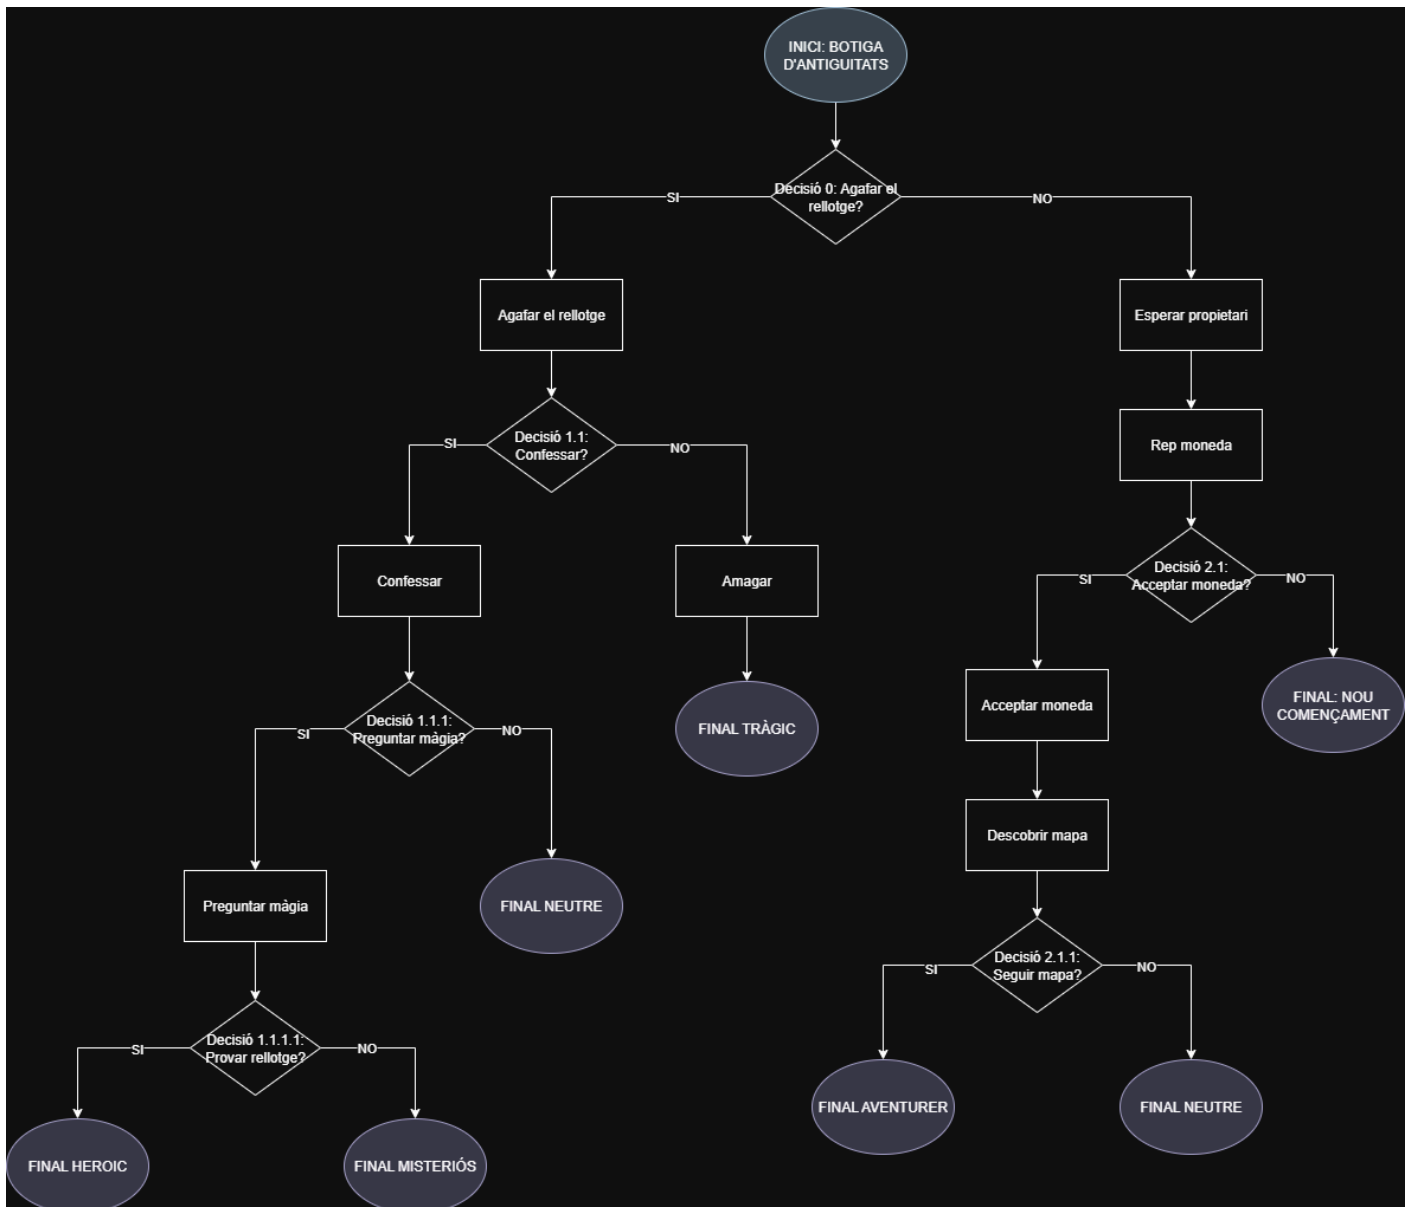 INICI: BOTIGA
D'ANTIGUITATS
Decisió 0: Agafar el
rellotge?
SI
NO
Agafar el rellotge
Esperar propietari
Decisió 1.1:
Confessar?
SI
NO
Rep moneda
Confessar
Amagar
Decisió 2.1:
Acceptar moneda?
SI
NO
Decisió 1.1.1:
Preguntar màgia?
SI
NO
FINAL TRÀGIC
Acceptar moneda
FINAL: NOU
COMENÇAMENT
Descobrir mapa
Preguntar màgia
FINAL NEUTRE
Decisió 2.1.1:
Seguir mapa?
SI
NO
Decisió 1.1.1.1:
Provar rellotge?
SI
NO
FINAL AVENTURER
FINAL NEUTRE
FINAL HEROIC
FINAL MISTERIÓS